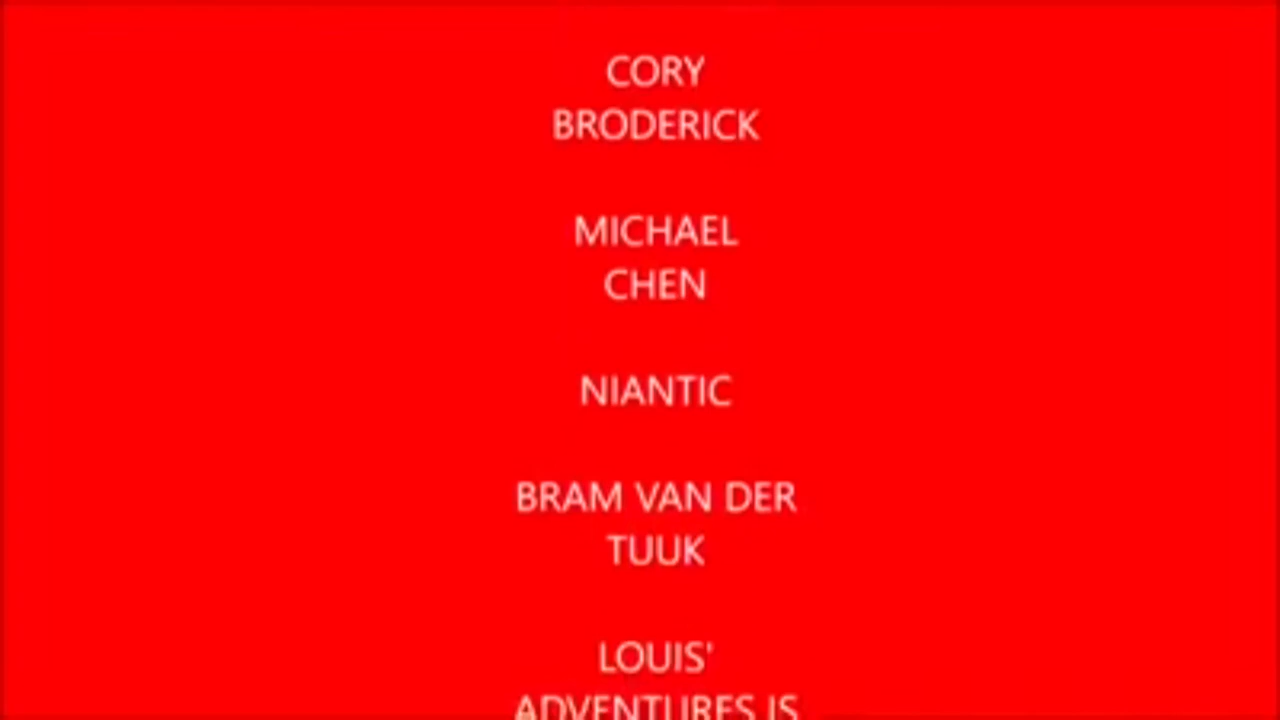 CORY
BRODERICK
MICHAEL
CHEN
NIANTIC
BRAM VAN DER
TUUK
LOUIS'
ADVENTURES IS